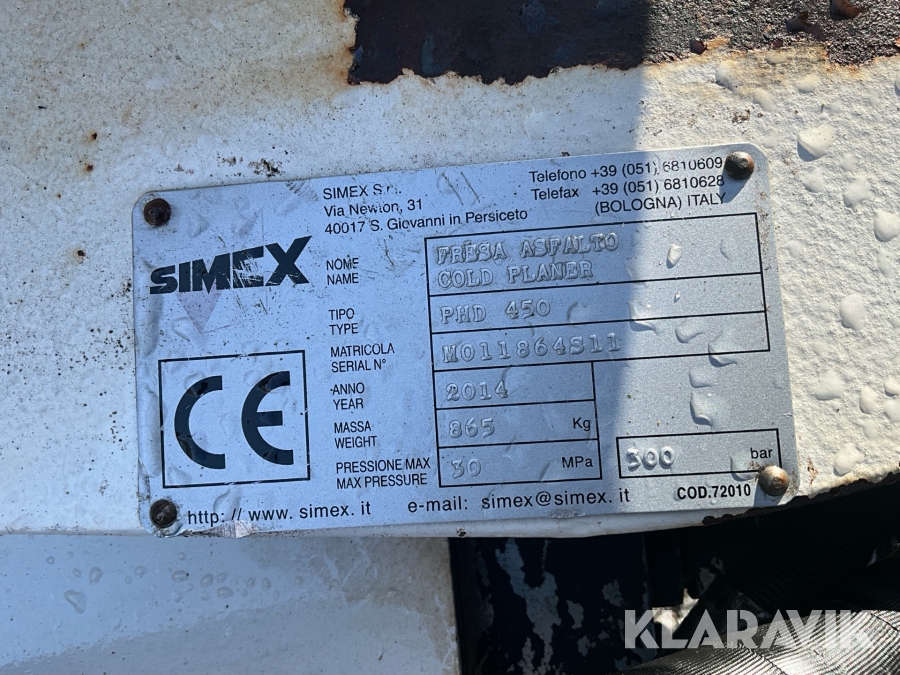 SIMEX S.r.l.
Via Newton, 31
40017 S. Giovanni in Persiceto
Telefono +39 (051) 6810609
Telefax +39 (051) 6810628
(BOLOGNA) ITALY
SIMEX
NOME
NAME
FRESA ASFALTO
COLD PLANER
TIPO
TYPE
PHD 450
MATRICOLA
SERIAL N°
M011864S11
CE
ANNO
YEAR
2014
MASSA
WEIGHT
865 Kg
PRESSIONE MAX
MAX PRESSURE
30 MPa
300 bar
http: // www. simex. it
e-mail: simex@simex. it
COD.72010
KLARAVIK